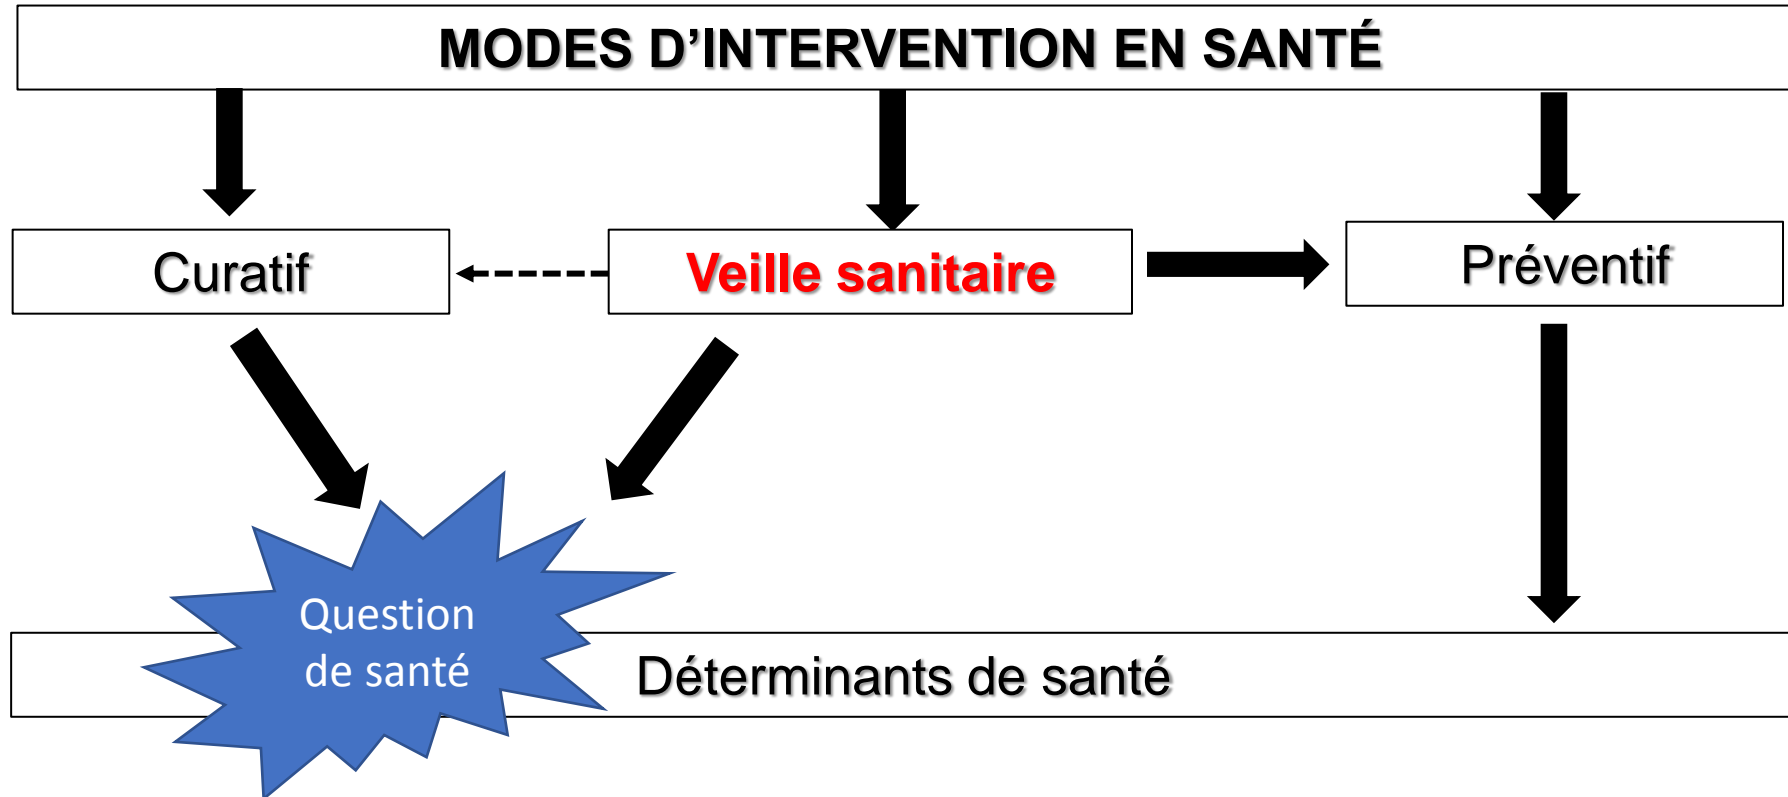 MODES D’INTERVENTION EN SANTÉ
Curatif
Veille sanitaire
Préventif
Question
de santé
Déterminants de santé